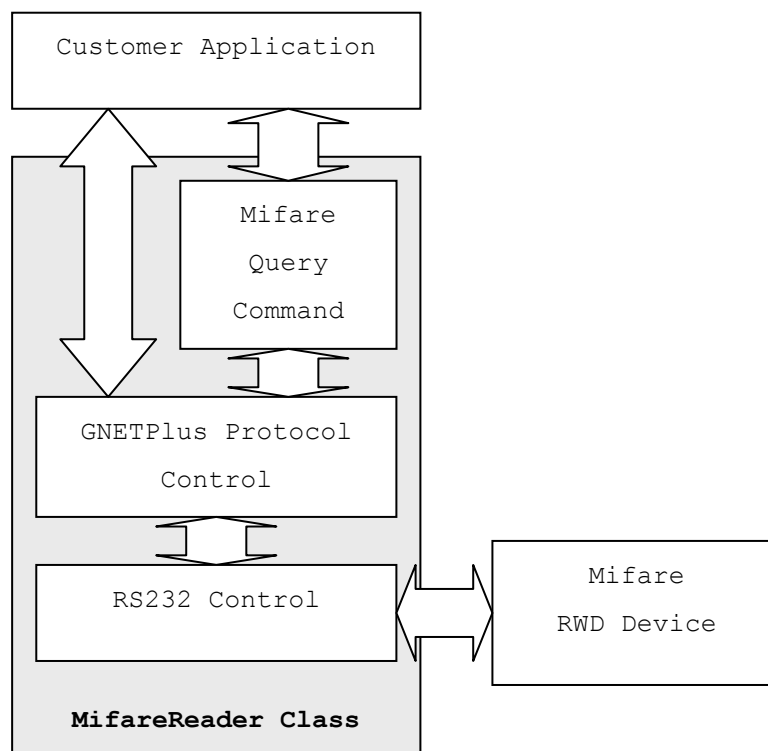 Customer Application
Mifare
Query
Command
GNETPlus Protocol
Control
RS232 Control
Mifare
RWD Device
MifareReader Class